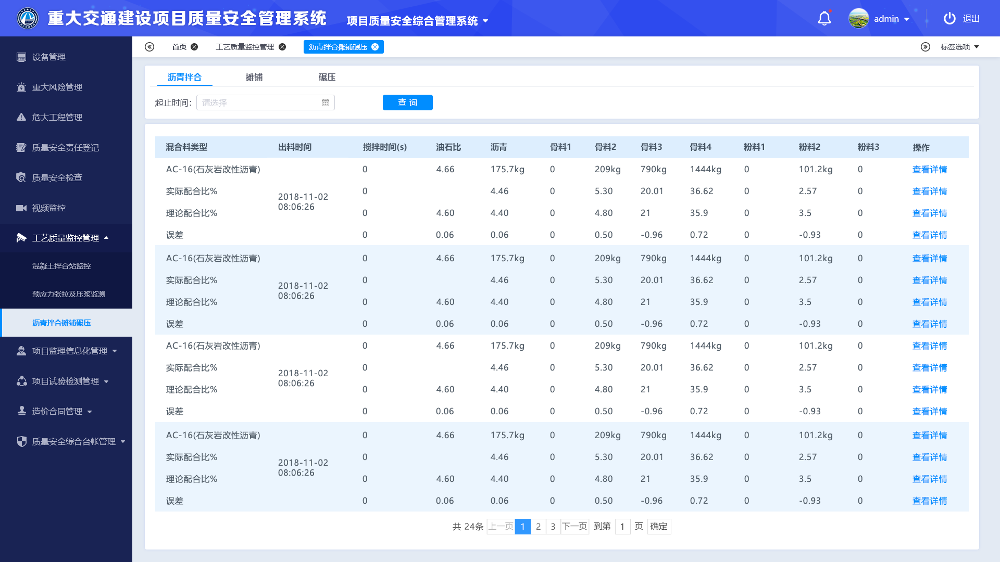 重大交通建设项目质量安全管理系统 项目质量安全综合管理系统 admin 退出
首页 工艺质量监控管理 沥青拌合摊铺碾压 标签选项
设备管理
重大风险管理
危大工程管理
质量安全责任登记
质量安全检查
视频监控
工艺质量监控管理
混凝土拌合站监控
预应力张拉及压浆监测
沥青拌合摊铺碾压
项目监理信息化管理
项目试验检测管理
造价合同管理
质量安全综合台帐管理
沥青拌合 摊铺 碾压
起止时间: 请选择 查 询
混合料类型 出料时间 搅拌时间(s) 油石比 沥青 骨料1 骨料2 骨料3 骨料4 粉料1 粉料2 粉料3 操作
AC-16(石灰岩改性沥青) 0 4.66 175.7kg 0 209kg 790kg 1444kg 0 101.2kg 0 查看详情
实际配合比% 0 4.46 0 5.30 20.01 36.62 0 2.57 0 查看详情
2018-11-02
08:06:26
理论配合比% 0 4.60 4.40 0 4.80 21 35.9 0 3.5 0 查看详情
误差 0 0.06 0.06 0 0.50 -0.96 0.72 0 -0.93 0 查看详情
AC-16(石灰岩改性沥青) 0 4.66 175.7kg 0 209kg 790kg 1444kg 0 101.2kg 0 查看详情
实际配合比% 0 4.46 0 5.30 20.01 36.62 0 2.57 0 查看详情
2018-11-02
08:06:26
理论配合比% 0 4.60 4.40 0 4.80 21 35.9 0 3.5 0 查看详情
误差 0 0.06 0.06 0 0.50 -0.96 0.72 0 -0.93 0 查看详情
AC-16(石灰岩改性沥青) 0 4.66 175.7kg 0 209kg 790kg 1444kg 0 101.2kg 0 查看详情
实际配合比% 0 4.46 0 5.30 20.01 36.62 0 2.57 0 查看详情
2018-11-02
08:06:26
理论配合比% 0 4.60 4.40 0 4.80 21 35.9 0 3.5 0 查看详情
误差 0 0.06 0.06 0 0.50 -0.96 0.72 0 -0.93 0 查看详情
AC-16(石灰岩改性沥青) 0 4.66 175.7kg 0 209kg 790kg 1444kg 0 101.2kg 0 查看详情
实际配合比% 0 4.46 0 5.30 20.01 36.62 0 2.57 0 查看详情
2018-11-02
08:06:26
理论配合比% 0 4.60 4.40 0 4.80 21 35.9 0 3.5 0 查看详情
误差 0 0.06 0.06 0 0.50 -0.96 0.72 0 -0.93 0 查看详情
共 24条 上一页 1 2 3 下一页 到第 1 页 确定